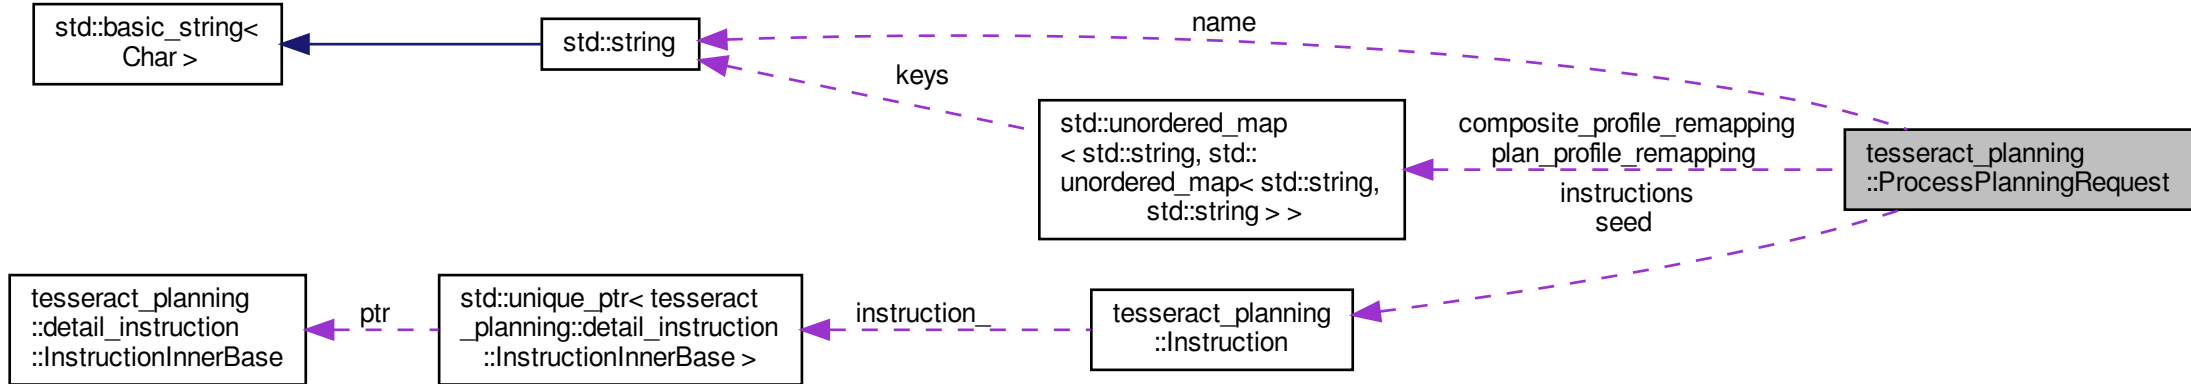 std::basic_string<
Char >
std::string
name
keys
std::unordered_map
< std::string, std::
unordered_map< std::string,
std::string > >
composite_profile_remapping
plan_profile_remapping
instructions
seed
tesseract_planning
::ProcessPlanningRequest
tesseract_planning
::detail_instruction
::InstructionInnerBase
ptr
std::unique_ptr< tesseract
_planning::detail_instruction
::InstructionInnerBase >
instruction_
tesseract_planning
::Instruction